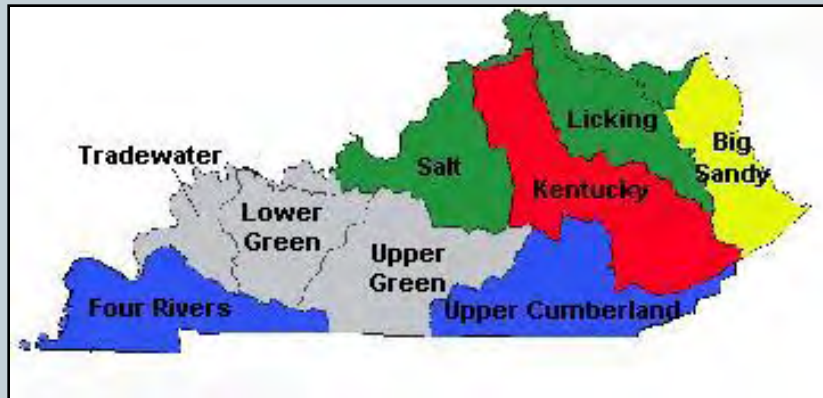 Licking
Big
Sandy
Tradewater
Salt
Kentucky
Lower
Green
Upper
Green
Four Rivers
Upper Cumberland